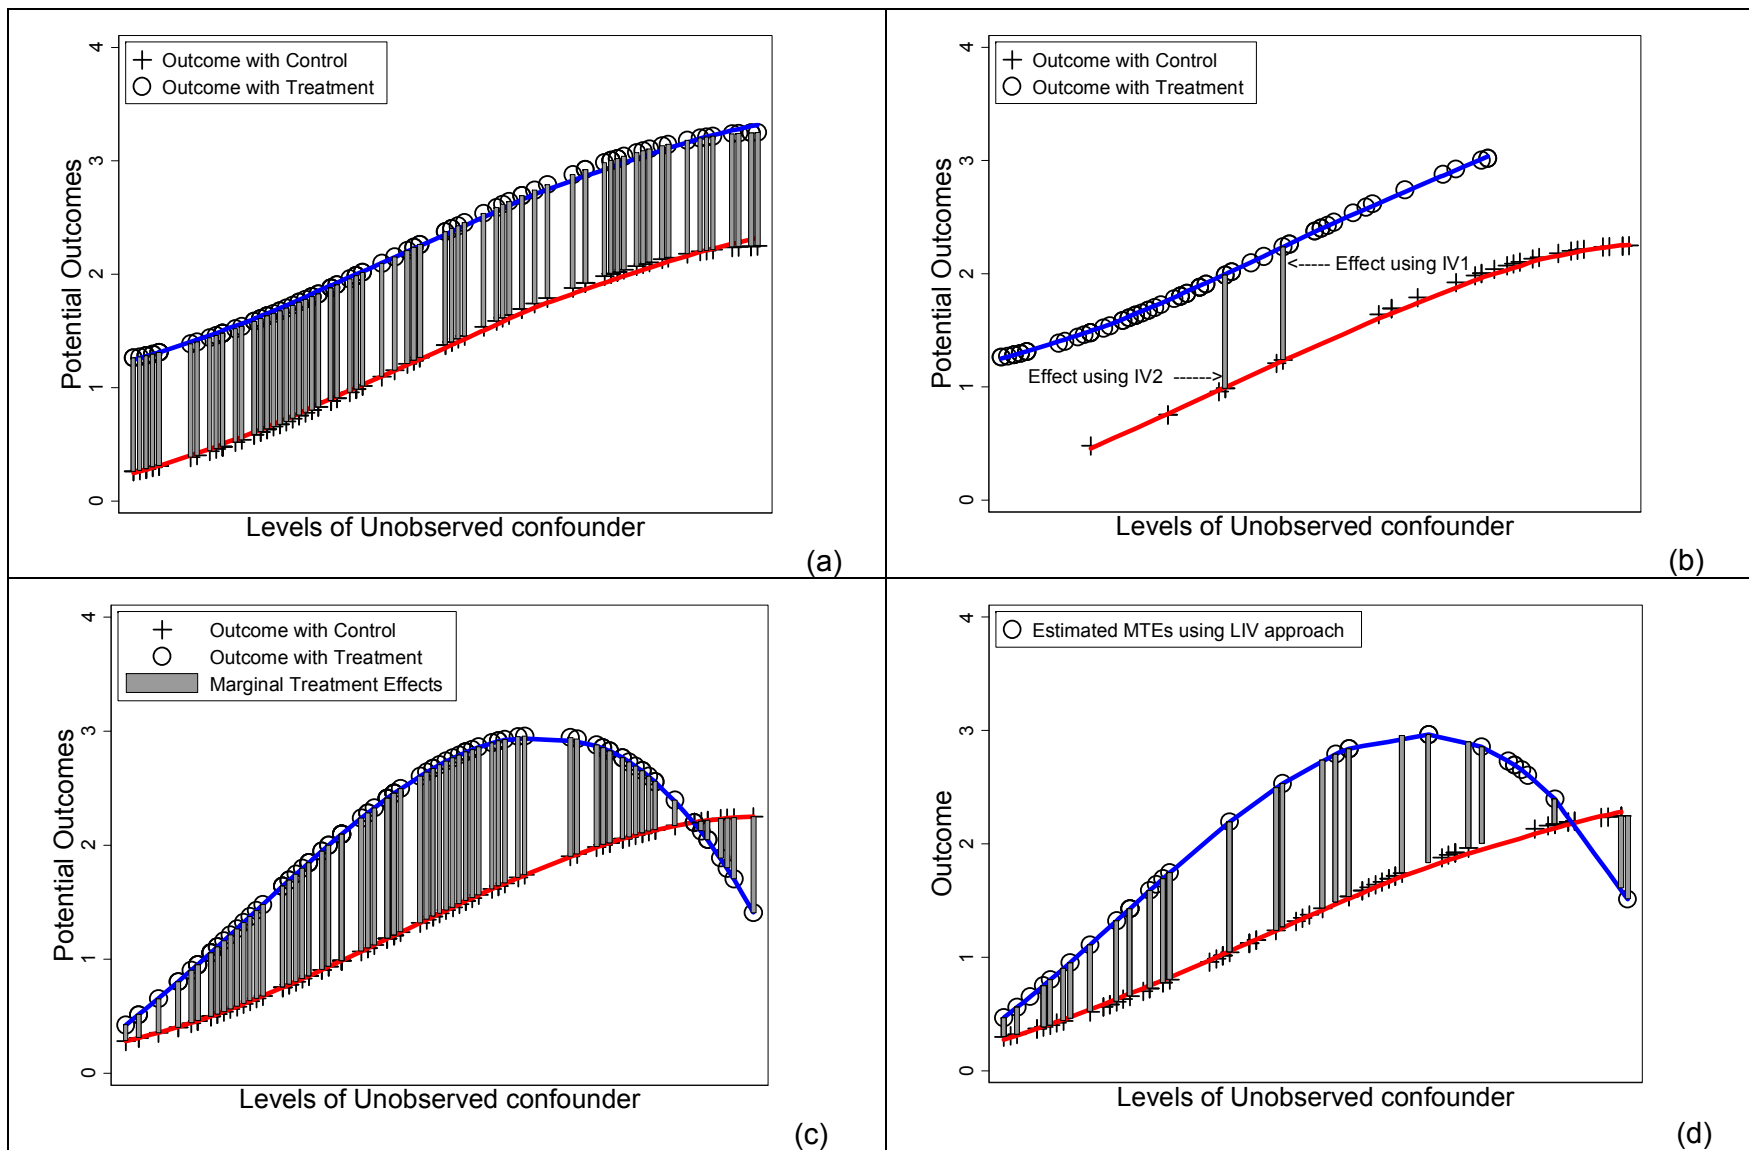 4
3
2
1
0
Potential Outcomes
Outcome with Control
Outcome with Treatment
Levels of Unobserved confounder
(a)
4
3
2
1
0
Potential Outcomes
Outcome with Control
Outcome with Treatment
Effect using IV1
Effect using IV2
Levels of Unobserved confounder
(b)
4
3
2
1
0
Potential Outcomes
Outcome with Control
Outcome with Treatment
Marginal Treatment Effects
Levels of Unobserved confounder
(c)
4
3
2
1
0
Outcome
Estimated MTEs using LIV approach
Levels of Unobserved confounder
(d)